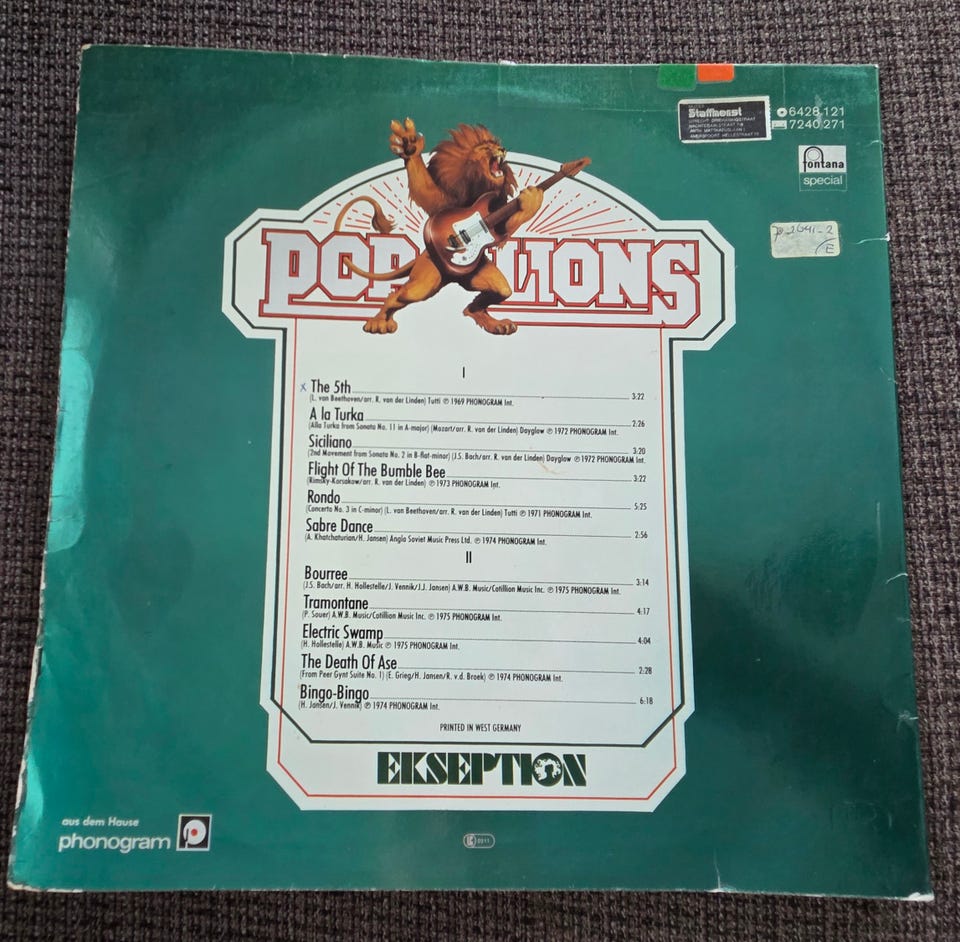 Staffhorst
6428 121
7240 271
fontana
special
POP LIONS
I
x The 5th 3:22
(L. van Beethoven/arr. R. van der Linden) Tutti ℗ 1969 PHONOGRAM Int.
A la Turka 2:26
(Alla Turka from Sonata No. 11 in A-major) (Mozart/arr. R. van der Linden) Dayglow ℗ 1972 PHONOGRAM Int.
Siciliano 3:20
(2nd Movement from Sonata No. 2 in B-flat-minor) (J.S. Bach/arr. R. van der Linden) Dayglow ℗ 1972 PHONOGRAM Int.
Flight Of The Bumble Bee 3:22
(Rimsky-Korsakow/arr. R. van der Linden) ℗ 1973 PHONOGRAM Int.
Rondo 5:25
(Concerto No. 3 in C-minor) (L. van Beethoven/arr. R. van der Linden) Tutti ℗ 1971 PHONOGRAM Int.
Sabre Dance 2:56
(A. Khatchaturian/H. Jansen) Anglo Soviet Music Press Ltd. ℗ 1974 PHONOGRAM Int.
II
Bourree 3:14
(J.S. Bach/arr. H. Hollestelle/J. Vennik/J.J. Jansen) A.W.B. Music/Cotillion Music Inc. ℗ 1975 PHONOGRAM Int.
Tramontane 4:17
(P. Souer) A.W.B. Music/Cotillion Music Inc. ℗ 1975 PHONOGRAM Int.
Electric Swamp 4:04
(H. Hollestelle) A.W.B. Music ℗ 1975 PHONOGRAM Int.
The Death Of Ase 2:28
(From Peer Gynt Suite No. 1) (E. Grieg/H. Jansen/R. v.d. Broek) ℗ 1974 PHONOGRAM Int.
Bingo-Bingo 6:18
(H. Jansen/J. Vennik) ℗ 1974 PHONOGRAM Int.
PRINTED IN WEST GERMANY
EKSEPTION
aus dem Hause
phonogram